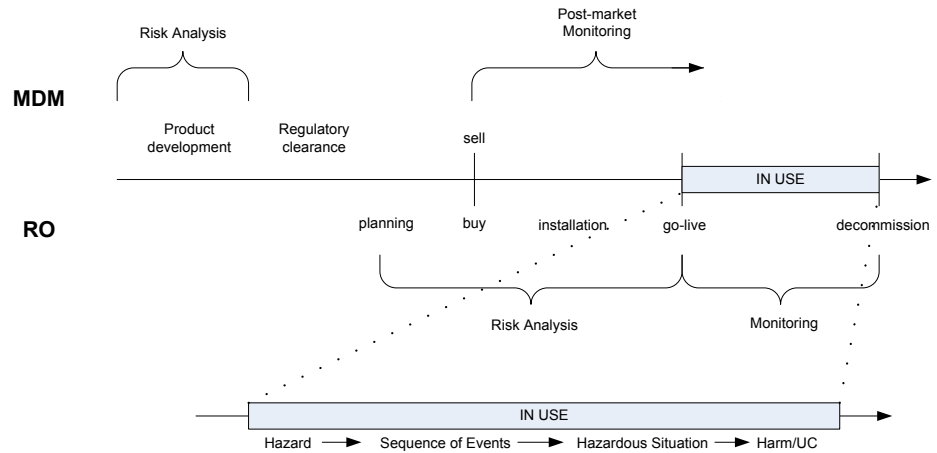 Post-market
Monitoring
Risk Analysis
MDM
Product
development
Regulatory
clearance
sell
IN USE
RO
planning
buy
installation
go-live
decommission
Risk Analysis
Monitoring
IN USE
Hazard
Sequence of Events
Hazardous Situation
Harm/UC